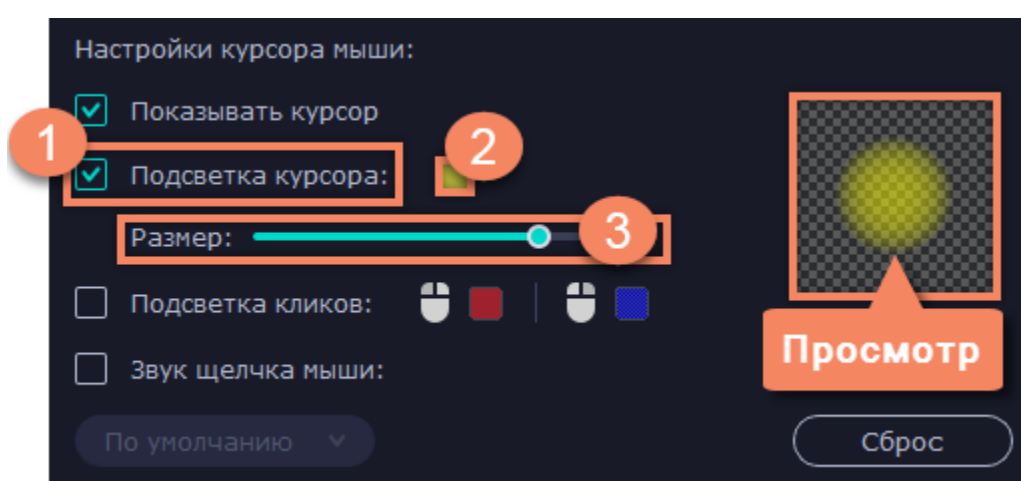 Настройки курсора мыши:
Показывать курсор
1
Подсветка курсора:
2
Размер:
3
Подсветка кликов:
Просмотр
Звук щелчка мыши:
По умолчанию
Сброс